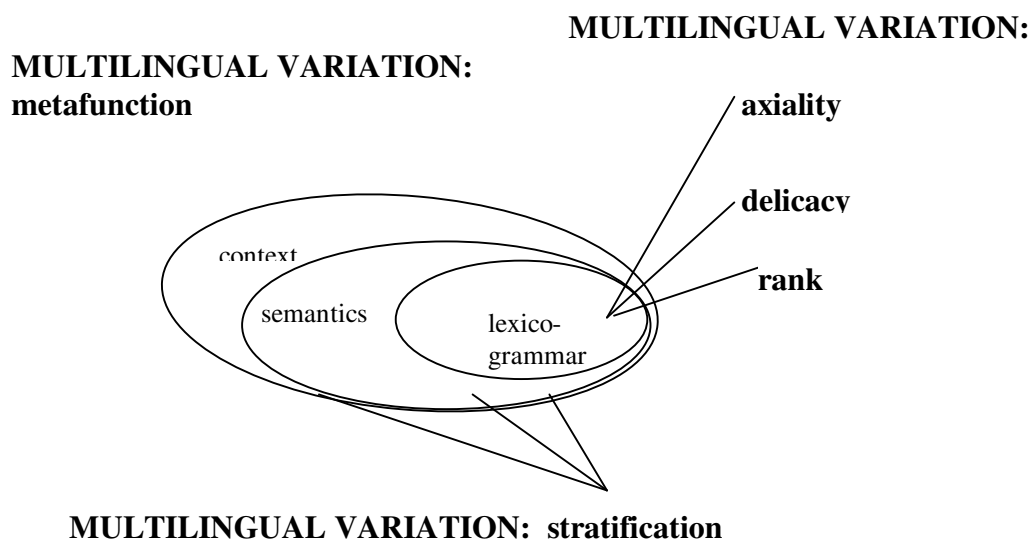 MULTILINGUAL VARIATION:
MULTILINGUAL VARIATION:
metafunction
axiality
delicacy
rank
context
semantics
lexico-
grammar
MULTILINGUAL VARIATION: stratification